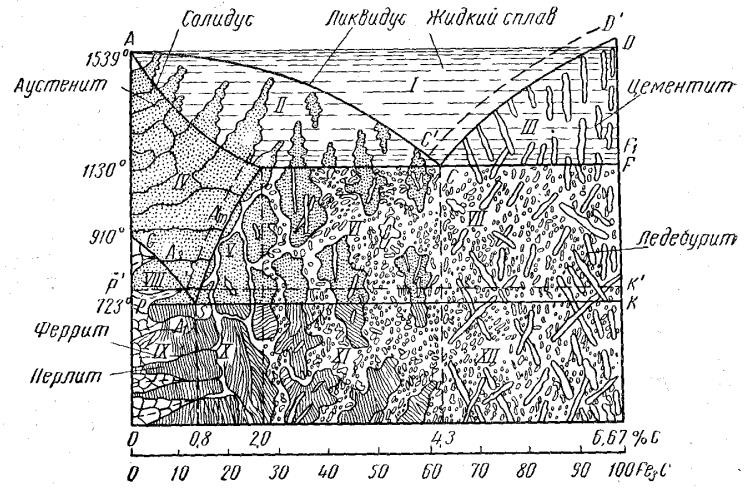 Солидус
Ликвидус
Жидкий сплав
A
D'
D
1539°
Аустенит
I
Цементит
II
III
C'
F₁
1130°
C
F
910°
A₃
V
VI
VII
Ледебурит
VIII
P'
K'
723°
K
Феррит
IX
X
XI
XII
Перлит
0
0,8
2,0
4,3
6,67 % C
0
10
20
30
40
50
60
70
80
90
100 Fe₃C